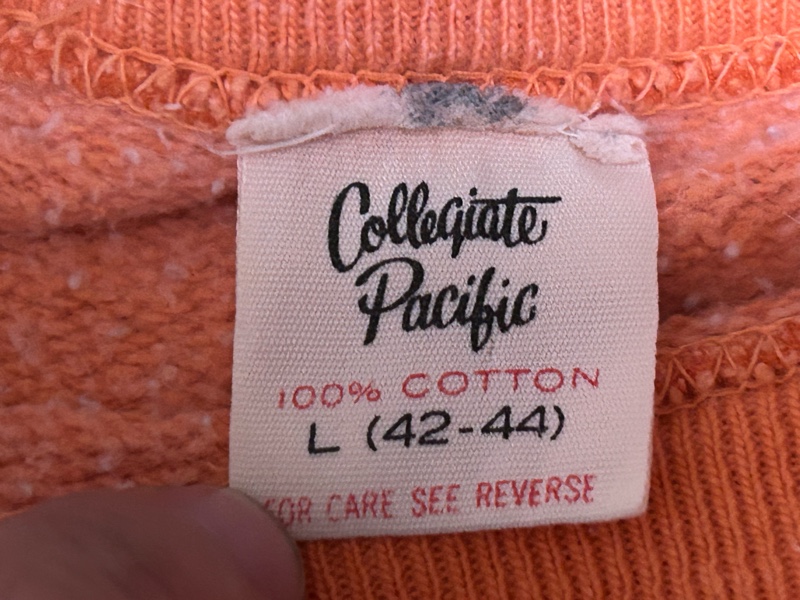 Collegiate
Pacific
100% COTTON
L (42-44)
FOR CARE SEE REVERSE